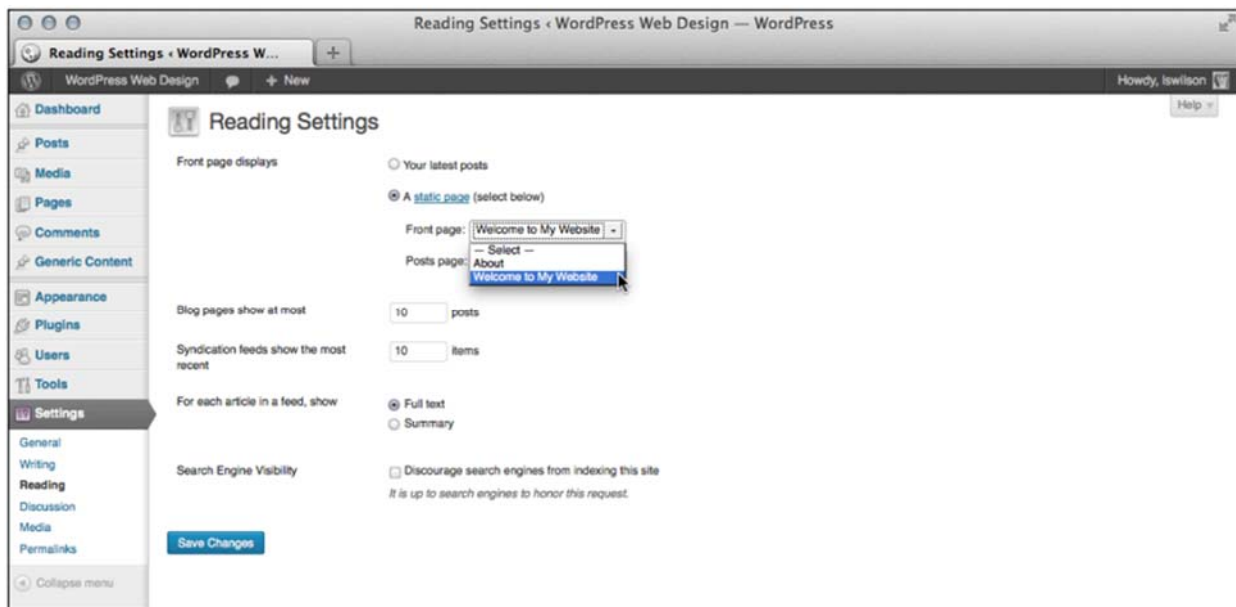 Reading Settings ‹ WordPress Web Design — WordPress
Reading Settings ‹ WordPress W...
WordPress Web Design + New Howdy, lswilson
Help
Dashboard
Posts
Media
Pages
Comments
Generic Content
Appearance
Plugins
Users
Tools
Settings
General
Writing
Reading
Discussion
Media
Permalinks
Collapse menu
Reading Settings
Front page displays
Your latest posts
A static page (select below)
Front page: Welcome to My Website
— Select —
Posts page: About
Welcome to My Website
Blog pages show at most 10 posts
Syndication feeds show the most
recent
10 items
For each article in a feed, show
Full text
Summary
Search Engine Visibility
Discourage search engines from indexing this site
It is up to search engines to honor this request.
Save Changes